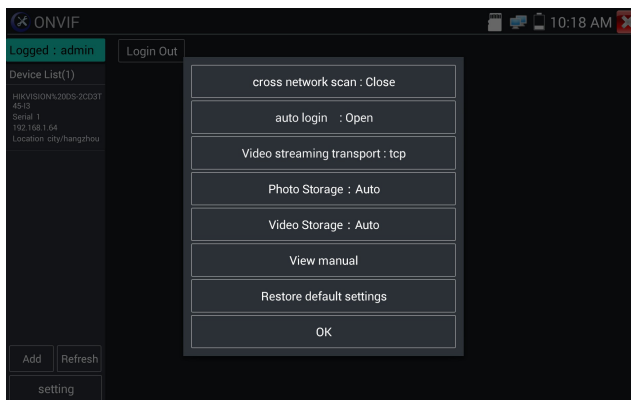 ONVIF
10:18 AM
Logged：admin
Login Out
Device List(1)
HIKVISION%20DS-2CD3T
45-I3
Serial 1
192.168.1.64
Location city/hangzhou
cross network scan : Close
auto login : Open
Video streaming transport : tcp
Photo Storage：Auto
Video Storage：Auto
View manual
Restore default settings
OK
Add
Refresh
setting